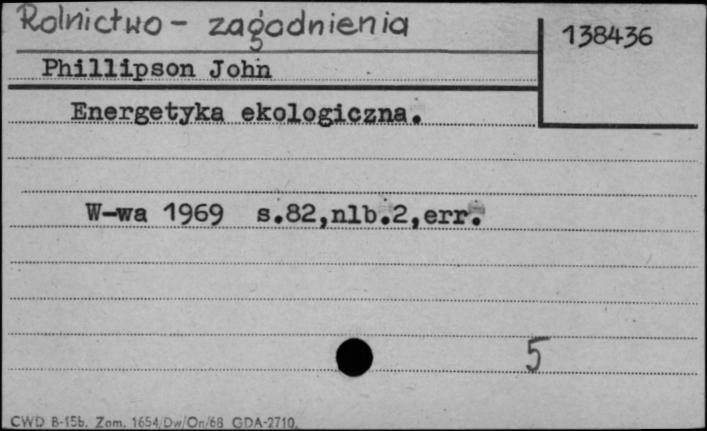 Rolnictwo - zagadnienia
138436
Phillipson John
Energetyka ekologiczna.
W-wa 1969 s.82,nlb.2,err.
5
CWD B-15b. Zam. 1654/Dw/On/68 GDA-2710.